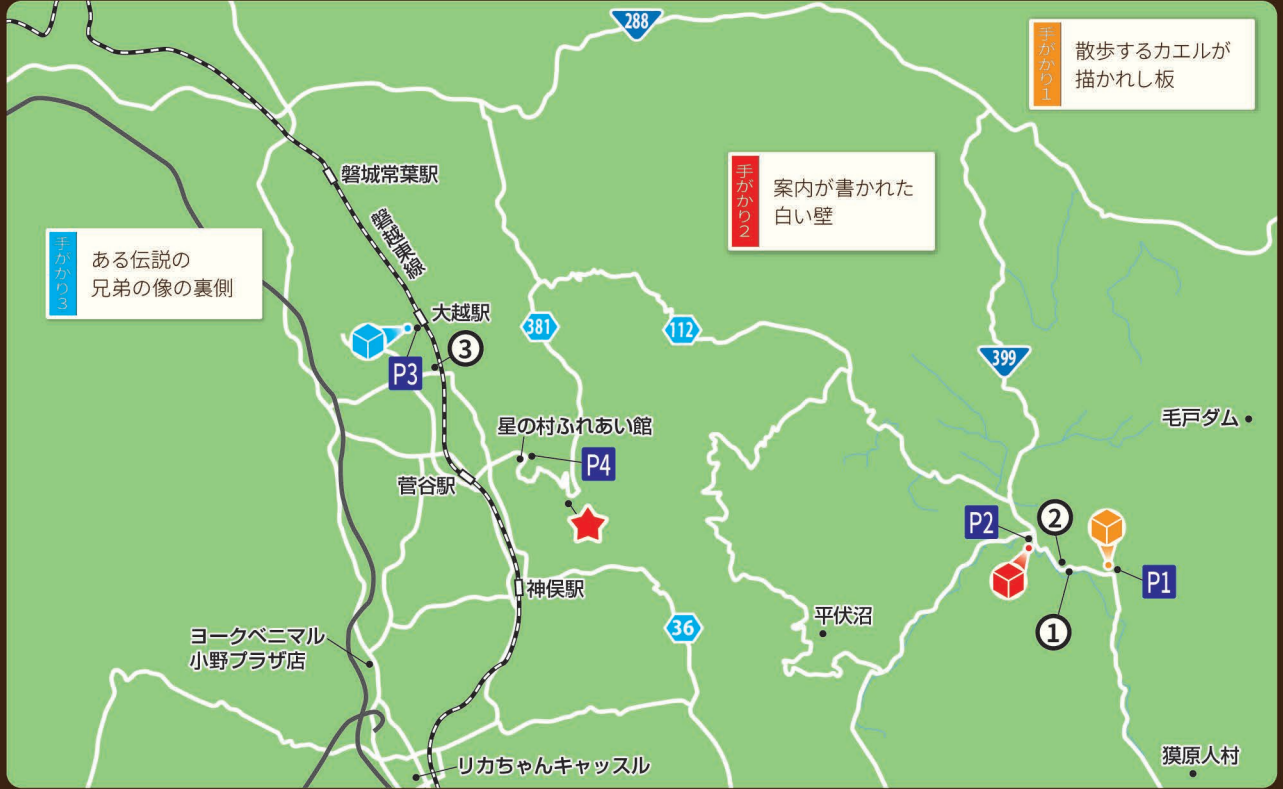 288
手がかり1
散歩するカエルが
描かれし板
手がかり2
案内が書かれた
白い壁
磐城常葉駅
磐越東線
手がかり3
ある伝説の
兄弟の像の裏側
大越駅
381
112
3
P3
399
毛戸ダム
星の村ふれあい館
P4
菅谷駅
P2
2
P1
神俣駅
平伏沼
36
1
ヨークベニマル
小野プラザ店
獏原人村
リカちゃんキャッスル